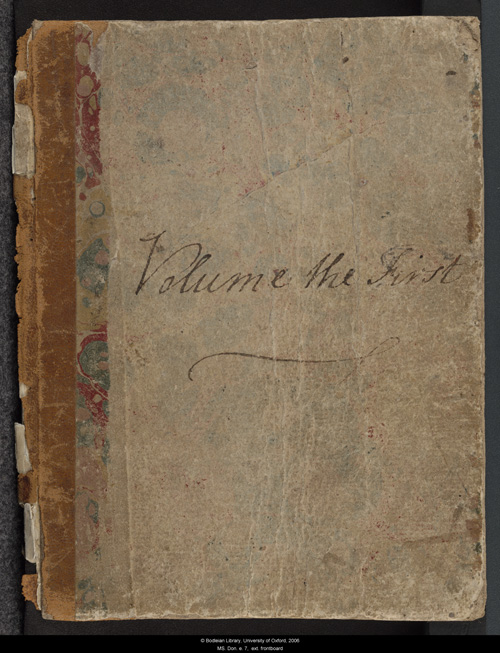 Volume the First
© Bodleian Library, University of Oxford, 2006
MS. Don. e. 7, ext. frontboard